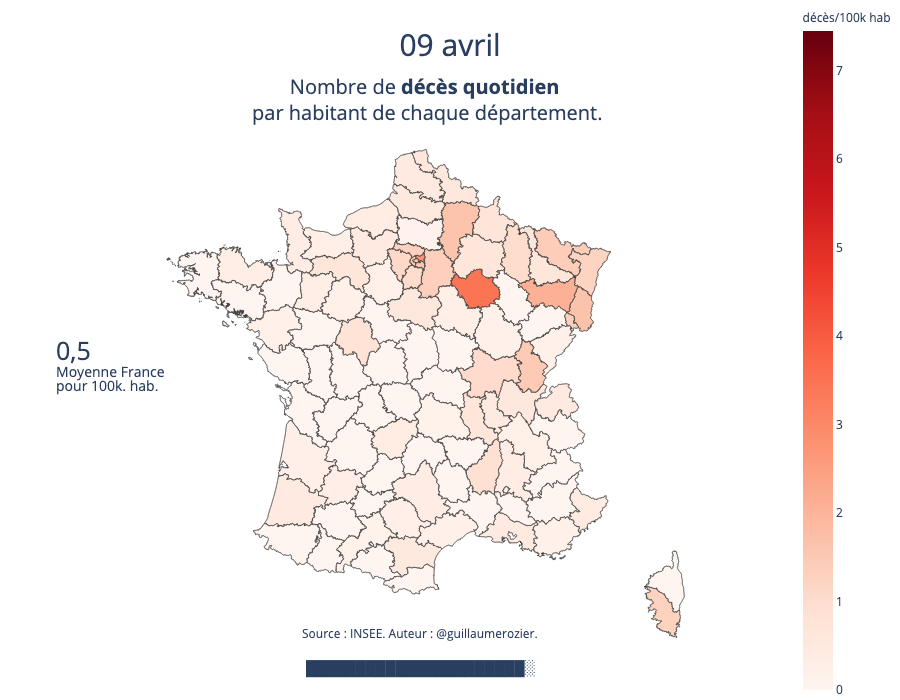 décès/100k hab
09 avril
Nombre de décès quotidien
par habitant de chaque département.
7
6
5
4
3
2
1
0
0,5
Moyenne France
pour 100k. hab.
Source : INSEE. Auteur : @guillaumerozier.